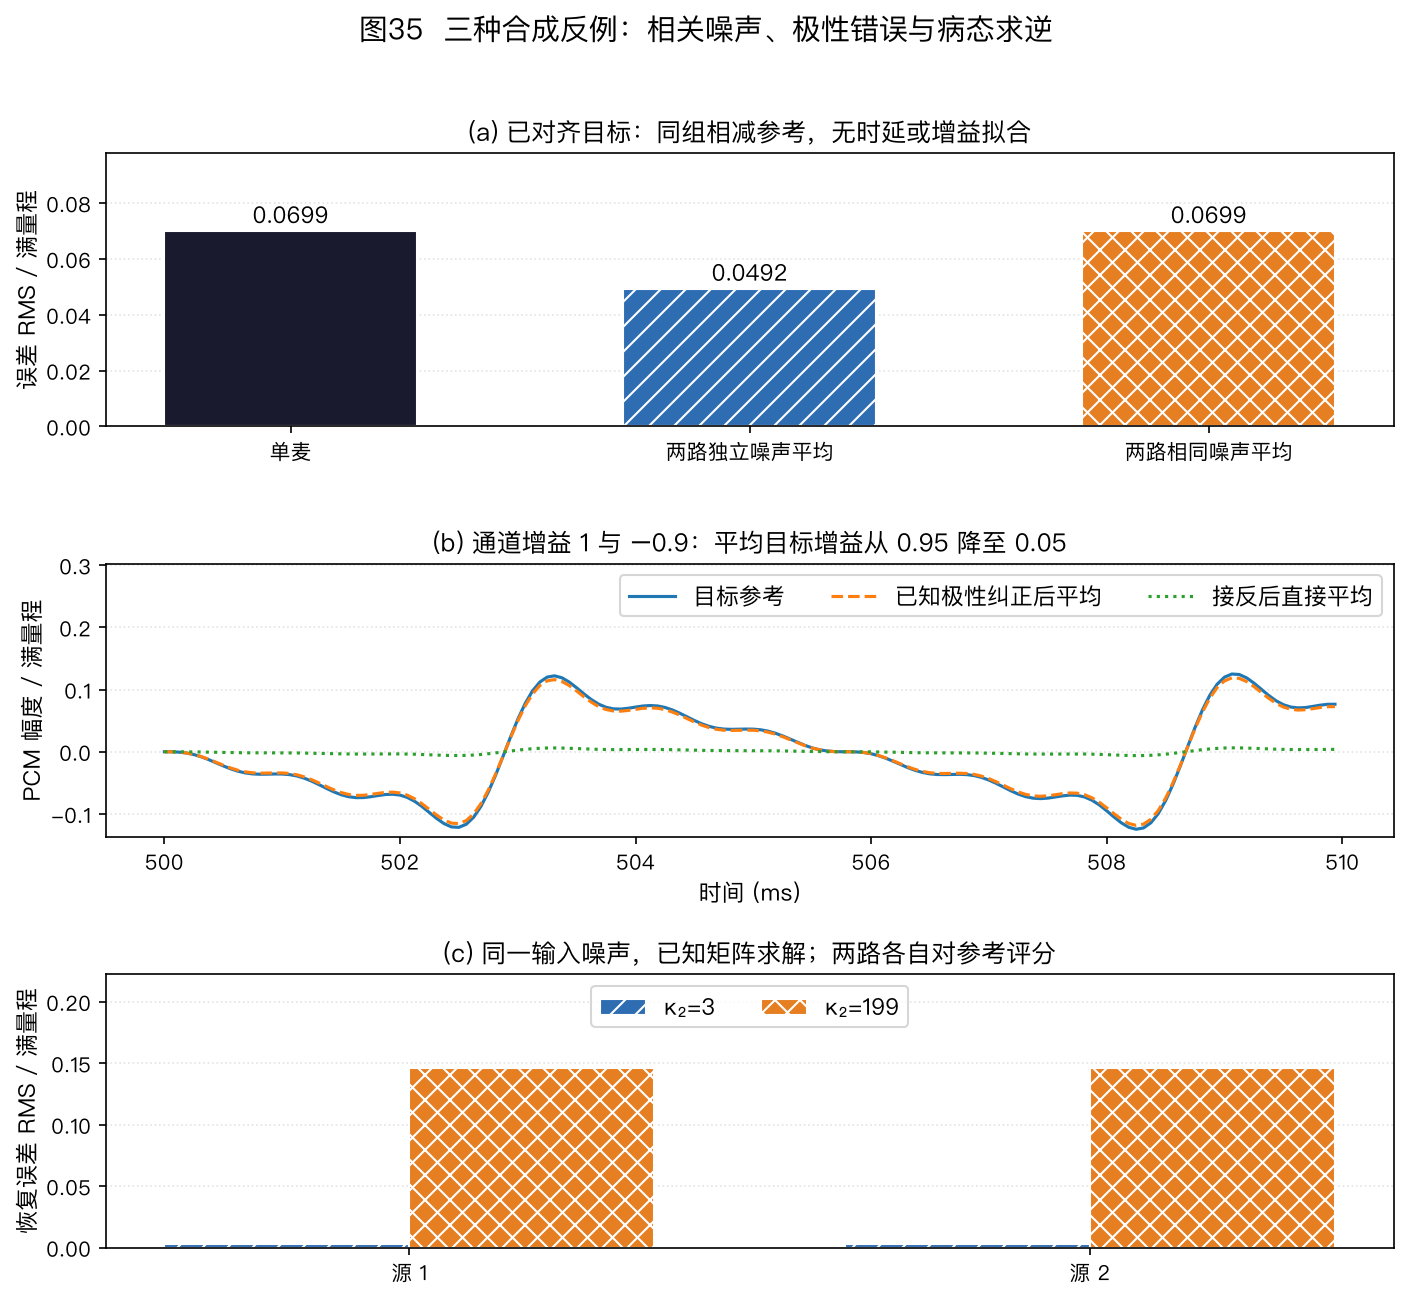 图35 三种合成反例：相关噪声、极性错误与病态求逆
(a) 已对齐目标：同组相减参考，无时延或增益拟合
误差 RMS / 满量程
0.08
0.06
0.04
0.02
0.00
0.0699
0.0492
0.0699
单麦
两路独立噪声平均
两路相同噪声平均
(b) 通道增益 1 与 −0.9：平均目标增益从 0.95 降至 0.05
PCM 幅度 / 满量程
0.3
0.2
0.1
0.0
−0.1
目标参考
已知极性纠正后平均
接反后直接平均
500
502
504
506
508
510
时间 (ms)
(c) 同一输入噪声，已知矩阵求解；两路各自对参考评分
恢复误差 RMS / 满量程
0.20
0.15
0.10
0.05
0.00
κ₂=3
κ₂=199
源 1
源 2